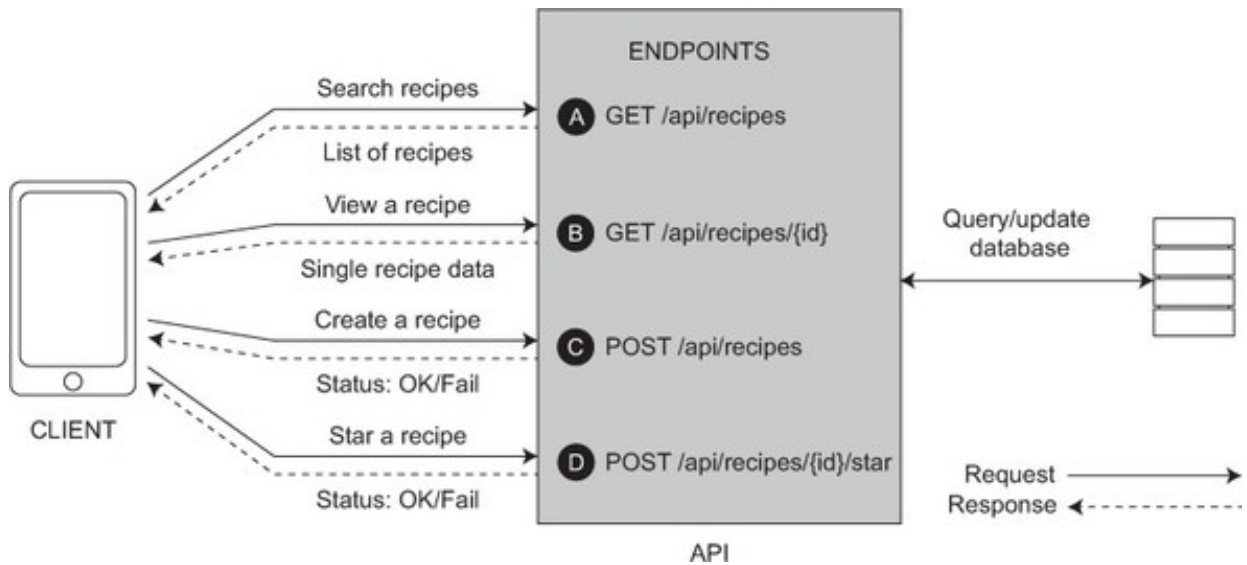 ENDPOINTS
Search recipes
A GET /api/recipes
List of recipes
View a recipe
B GET /api/recipes/{id}
Single recipe data
Create a recipe
C POST /api/recipes
Status: OK/Fail
Star a recipe
D POST /api/recipes/{id}/star
Status: OK/Fail
CLIENT
API
Query/update
database
Request
Response